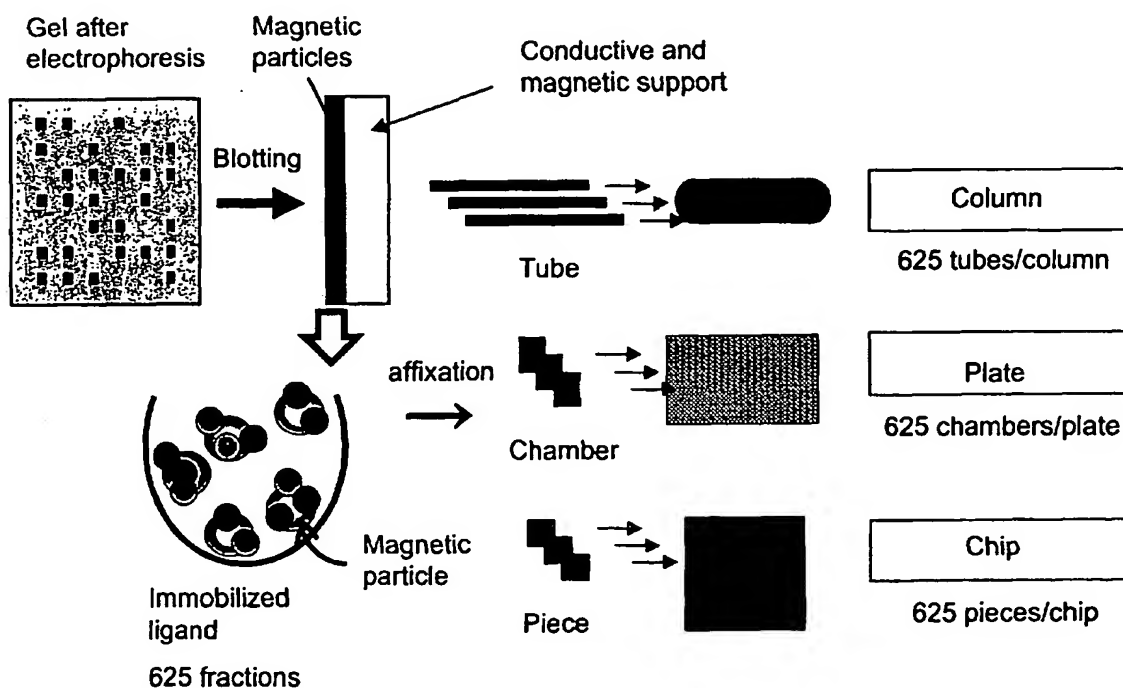 Gel after
electrophoresis
Magnetic
particles
Conductive and
magnetic support
Blotting
Tube
Column
625 tubes/column
affixation
Chamber
Plate
625 chambers/plate
Magnetic
particle
Immobilized
ligand
625 fractions
Piece
Chip
625 pieces/chip